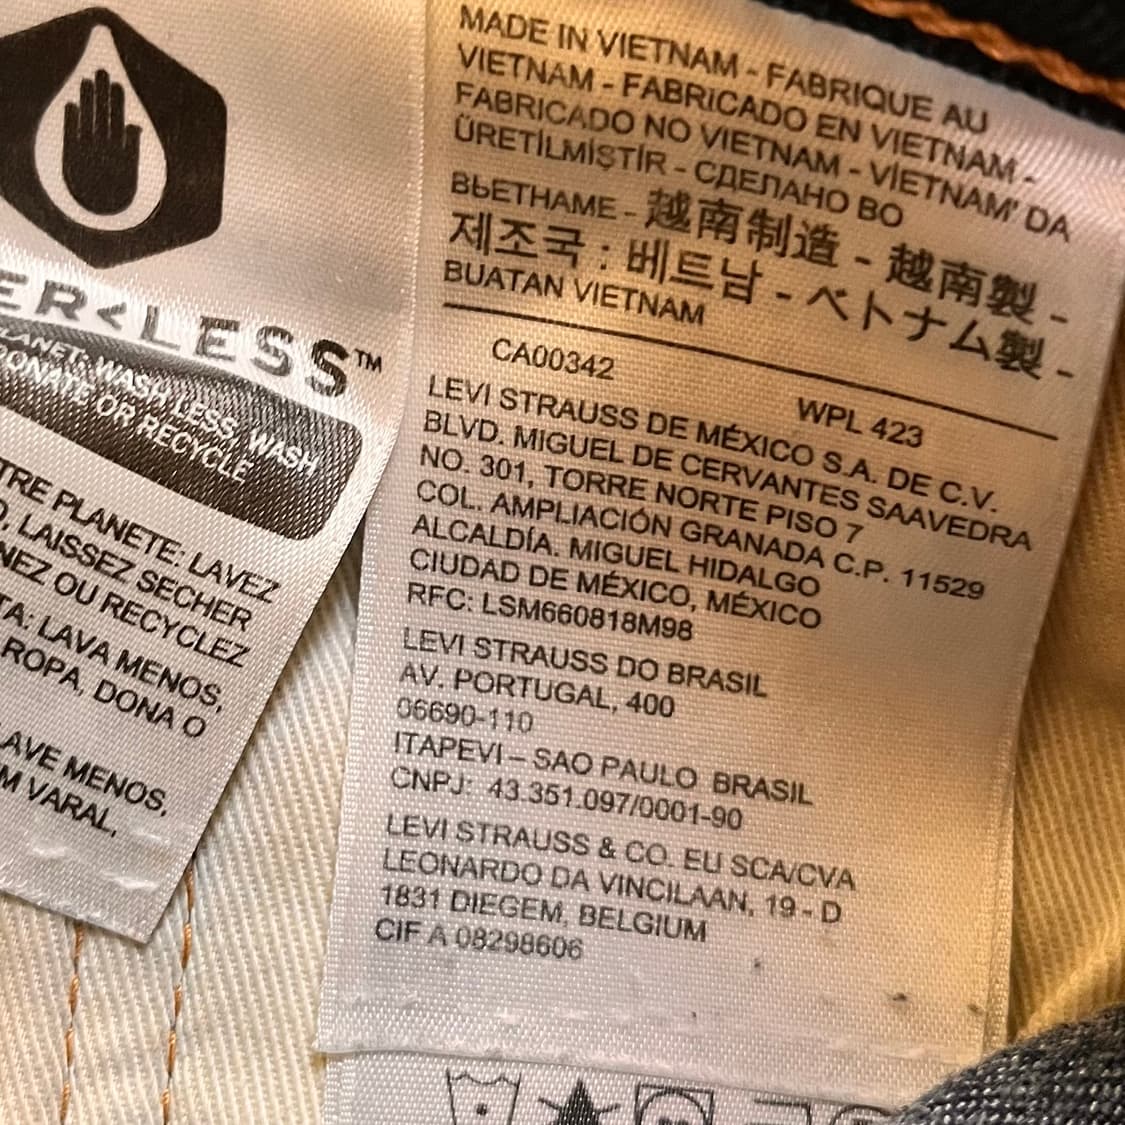 ER<LESS™
PLANET: WASH LESS, WASH
DONATE OR RECYCLE
TRE PLANETE: LAVEZ
LAISSEZ SECHER
NEZ OU RECYCLEZ
TA: LAVA MENOS,
ROPA, DONA O
AVE MENOS,
M VARAL,
MADE IN VIETNAM - FABRIQUE AU
VIETNAM - FABRICADO EN VIETNAM -
FABRICADO NO VIETNAM - VİETNAM' DA
ÜRETİLMİŞTİR - СДЕЛАНО ВО
ВЬЕТНАМЕ - 越南制造 - 越南製 -
제조국 : 베트남 - ベトナム製 -
BUATAN VIETNAM
CA00342 WPL 423
LEVI STRAUSS DE MÉXICO S.A. DE C.V.
BLVD. MIGUEL DE CERVANTES SAAVEDRA
NO. 301, TORRE NORTE PISO 7
COL. AMPLIACIÓN GRANADA C.P. 11529
ALCALDÍA. MIGUEL HIDALGO
CIUDAD DE MÉXICO, MÉXICO
RFC: LSM660818M98
LEVI STRAUSS DO BRASIL
AV. PORTUGAL, 400
06690-110
ITAPEVI – SAO PAULO BRASIL
CNPJ: 43.351.097/0001-90
LEVI STRAUSS & CO. EU SCA/CVA
LEONARDO DA VINCILAAN, 19 - D
1831 DIEGEM, BELGIUM
CIF A 08298606